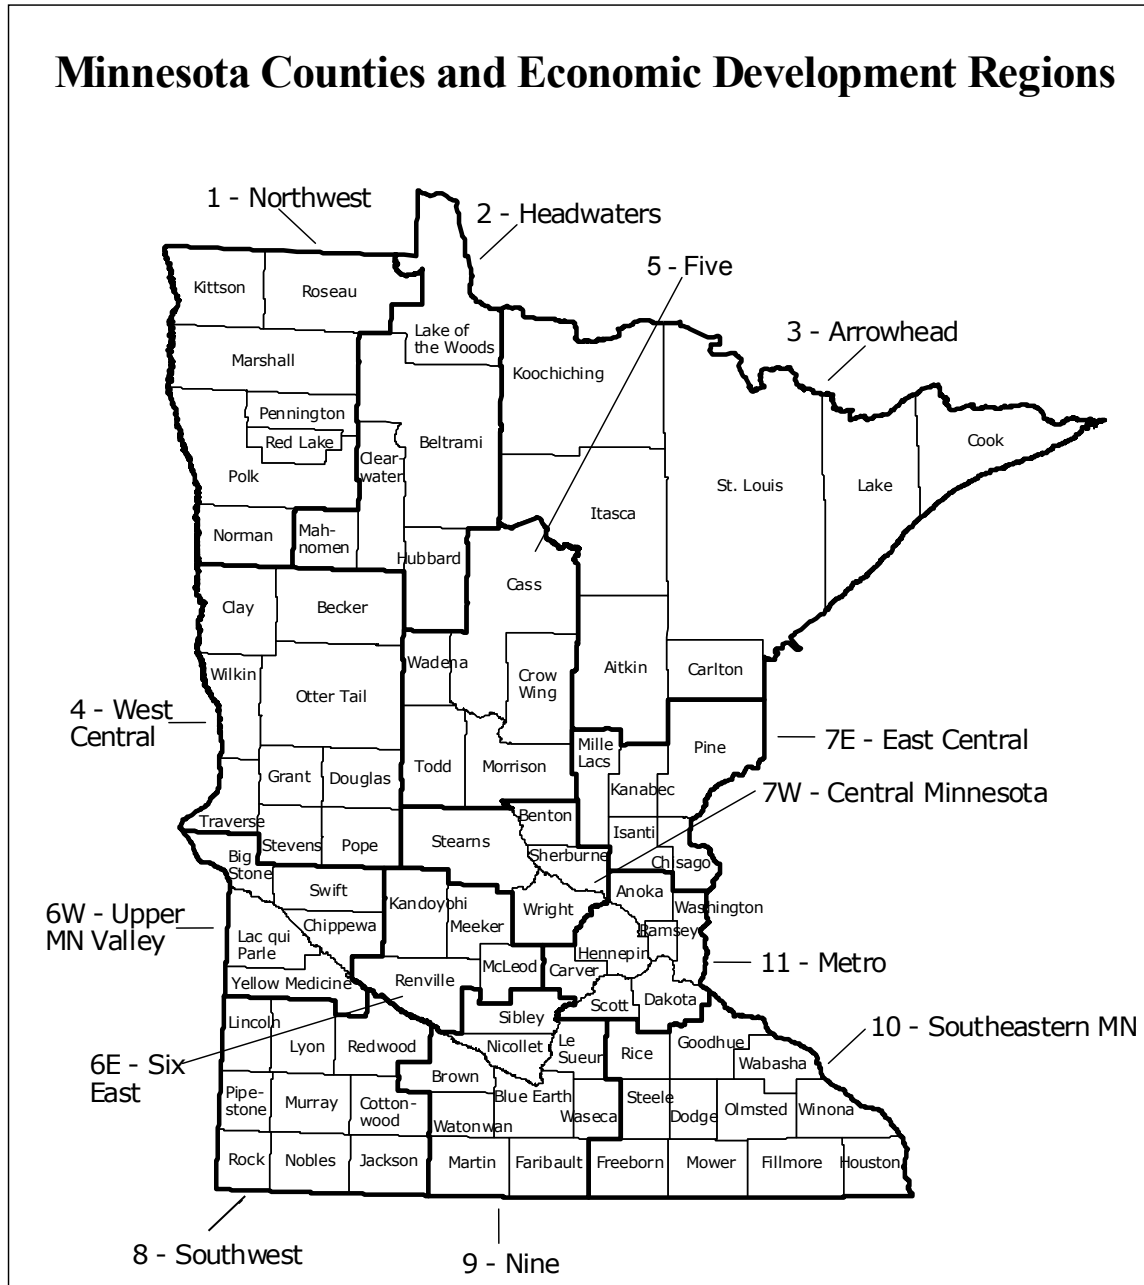 Minnesota Counties and Economic Development Regions
1 - Northwest
2 - Headwaters
5 - Five
3 - Arrowhead
Kittson
Roseau
Lake of
the Woods
Marshall
Koochiching
Pennington
Red Lake
Beltrami
Clear-
water
Polk
Cook
St. Louis
Lake
Itasca
Norman
Mah-
nomen
Hubbard
Cass
Clay
Becker
Wadena
Wilkin
Otter Tail
Crow
Wing
Aitkin
Carlton
4 - West
Central
7E - East Central
Mille
Lacs
Pine
Grant
Douglas
Todd
Morrison
Kanabec
7W - Central Minnesota
Traverse
Stevens
Pope
Stearns
Benton
Isanti
Sherburne
Chisago
Big
Stone
Swift
Kandoyohi
Meeker
Wright
Anoka
Washington
6W - Upper
MN Valley
Chippewa
Lac qui
Parle
Ramsey
Hennepin
11 - Metro
McLeod
Carver
Yellow Medicine
Renville
Scott
Dakota
Sibley
Lincoln
Lyon
Redwood
Nicollet
Le
Sueur
Rice
Goodhue
10 - Southeastern MN
Wabasha
6E - Six
East
Brown
Pipe-
stone
Murray
Cotton-
wood
Blue Earth
Waseca
Watonwan
Steele
Dodge
Olmsted
Winona
Rock
Nobles
Jackson
Martin
Faribault
Freeborn
Mower
Fillmore
Houston
8 - Southwest
9 - Nine